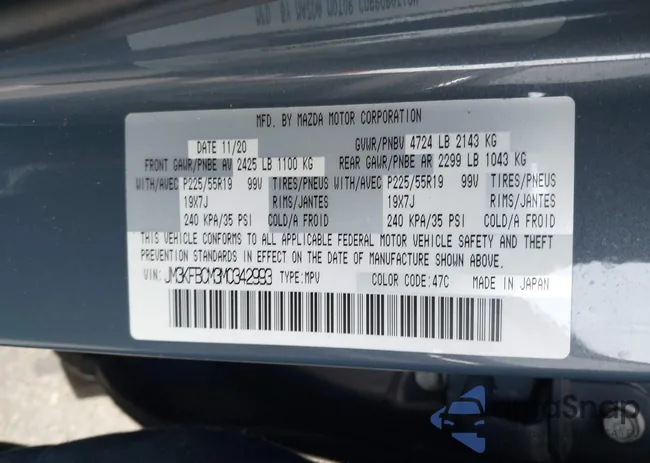 MFD. BY MAZDA MOTOR CORPORATION
DATE 11/20 GVWR/PNBV 4724 LB 2143 KG
FRONT GAWR/PNBE AV 2425 LB 1100 KG REAR GAWR/PNBE AR 2299 LB 1043 KG
WITH/AVEC P225/55R19 99V TIRES/PNEUS WITH/AVEC P225/55R19 99V TIRES/PNEUS
19X7J RIMS/JANTES 19X7J RIMS/JANTES
240 KPA/35 PSI COLD/A FROID 240 KPA/35 PSI COLD/A FROID
THIS VEHICLE CONFORMS TO ALL APPLICABLE FEDERAL MOTOR VEHICLE SAFETY AND THEFT
PREVENTION STANDARDS IN EFFECT ON THE DATE OF MANUFACTURE SHOWN ABOVE.
VIN: JM3KFBCM3M0342993 TYPE:MPV COLOR CODE:47C MADE IN JAPAN
AutoSnap